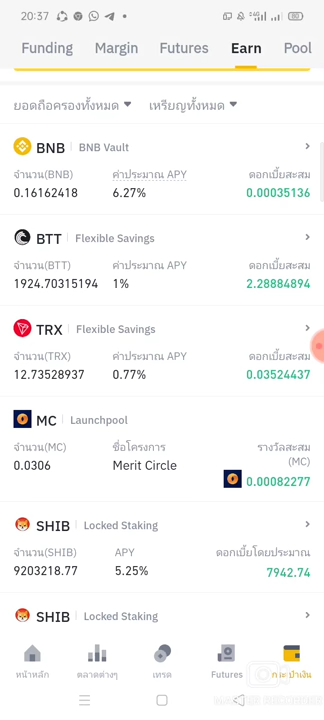 20:37
Funding Margin Futures Earn Pool
ยอดถือครองทั้งหมด เหรียญทั้งหมด
BNB BNB Vault
จำนวน(BNB) ค่าประมาณ APY ดอกเบี้ยสะสม
0.16162418 6.27% 0.00035136
BTT Flexible Savings
จำนวน(BTT) ค่าประมาณ APY ดอกเบี้ยสะสม
1924.70315194 1% 2.28884894
TRX Flexible Savings
จำนวน(TRX) ค่าประมาณ APY ดอกเบี้ยสะสม
12.73528937 0.77% 0.03524437
MC Launchpool
จำนวน(MC) ชื่อโครงการ รางวัลสะสม
(MC)
0.0306 Merit Circle 0.00082277
SHIB Locked Staking
จำนวน(SHIB) APY ดอกเบี้ยโดยประมาณ
9203218.77 5.25% 7942.74
SHIB Locked Staking
หน้าหลัก ตลาดต่างๆ เทรด Futures กระเป๋าเงิน